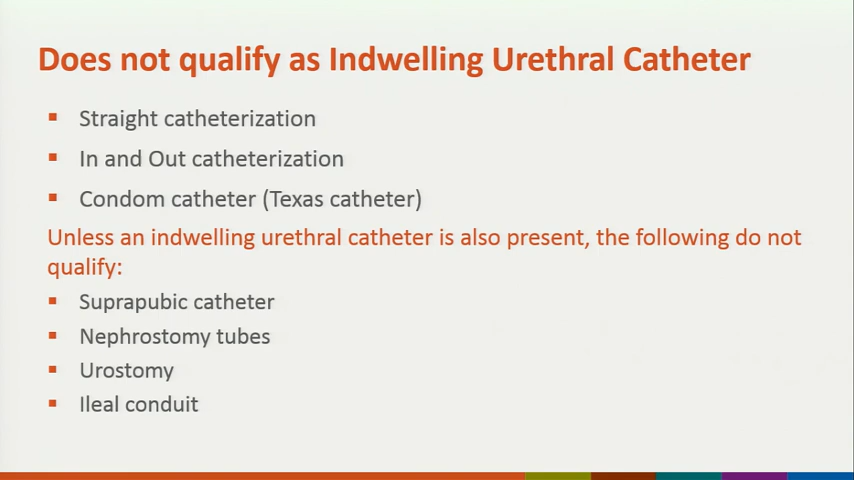 Does not qualify as Indwelling Urethral Catheter
▪ Straight catheterization
▪ In and Out catheterization
▪ Condom catheter (Texas catheter)
Unless an indwelling urethral catheter is also present, the following do not
qualify:
▪ Suprapubic catheter
▪ Nephrostomy tubes
▪ Urostomy
▪ Ileal conduit